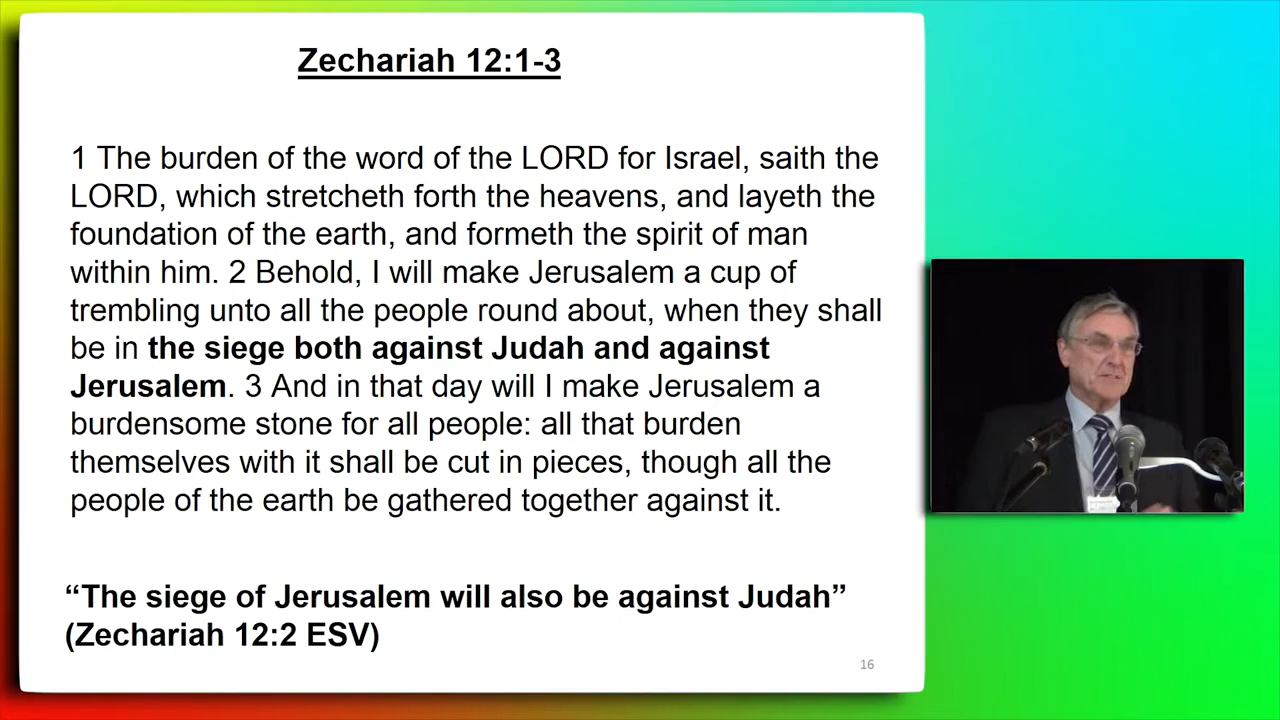 Zechariah 12:1-3
1 The burden of the word of the LORD for Israel, saith the
LORD, which stretcheth forth the heavens, and layeth the
foundation of the earth, and formeth the spirit of man
within him. 2 Behold, I will make Jerusalem a cup of
trembling unto all the people round about, when they shall
be in the siege both against Judah and against
Jerusalem. 3 And in that day will I make Jerusalem a
burdensome stone for all people: all that burden
themselves with it shall be cut in pieces, though all the
people of the earth be gathered together against it.
“The siege of Jerusalem will also be against Judah”
(Zechariah 12:2 ESV)
16